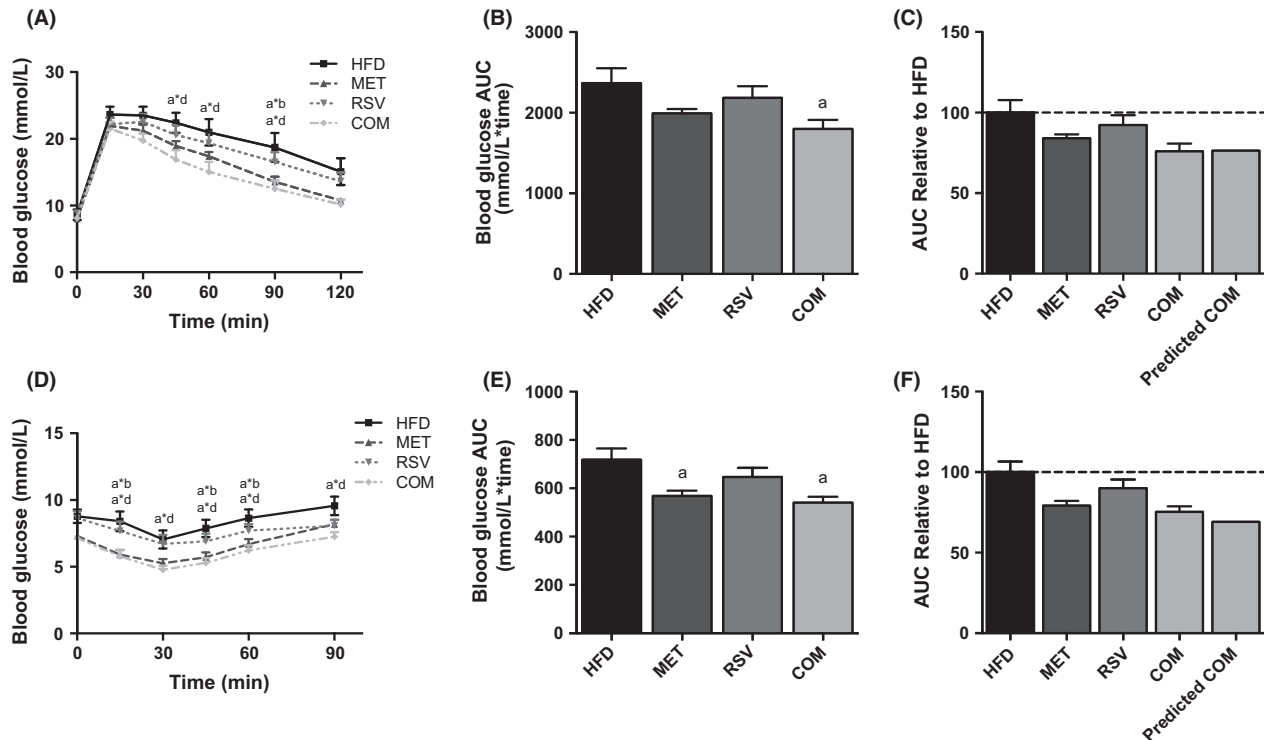 (A)
Blood glucose (mmol/L)
30
20
10
0
0 30 60 90 120
Time (min)
HFD
MET
RSV
COM
a*d a*d a*b
a*d
(B)
Blood glucose AUC
(mmol/L*time)
3000
2000
1000
0
a
HFD MET RSV COM
(C)
AUC Relative to HFD
150
100
50
0
HFD MET RSV COM Predicted COM
(D)
Blood glucose (mmol/L)
15
10
5
0
0 30 60 90
Time (min)
HFD
MET
RSV
COM
a*b a*b a*b
a*d a*d a*d a*d a*d
(E)
Blood glucose AUC
(mmol/L*time)
1000
800
600
400
200
0
a a
HFD MET RSV COM
(F)
AUC Relative to HFD
150
100
50
0
HFD MET RSV COM Predicted COM